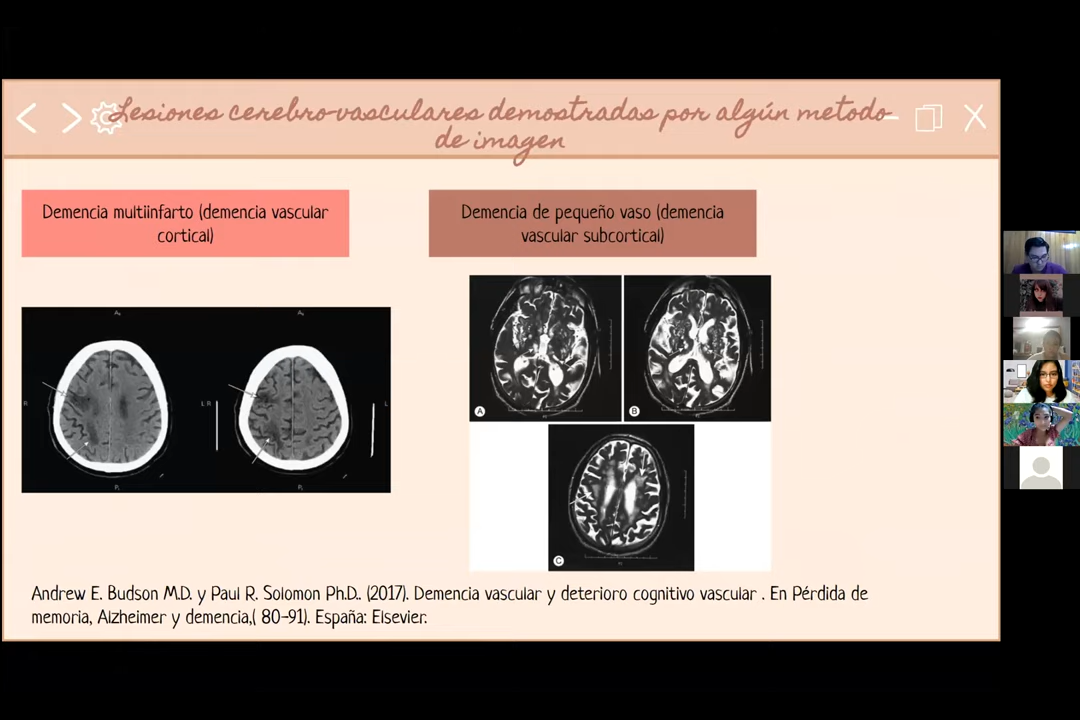 Lesiones cerebro-vasculares demostradas por algún metodo
de imagen
Demencia multiinfarto (demencia vascular
cortical)
Demencia de pequeño vaso (demencia
vascular subcortical)
A
B
C
R
L
R
L
Andrew E. Budson M.D. y Paul R. Solomon Ph.D.. (2017). Demencia vascular y deterioro cognitivo vascular . En Pérdida de
memoria, Alzheimer y demencia,( 80-91). España: Elsevier.